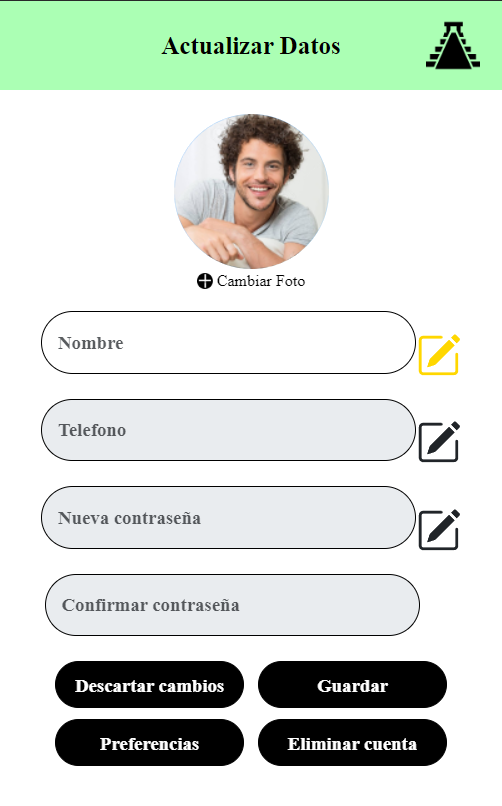 Actualizar Datos
Cambiar Foto
Nombre
Telefono
Nueva contraseña
Confirmar contraseña
Descartar cambios
Guardar
Preferencias
Eliminar cuenta